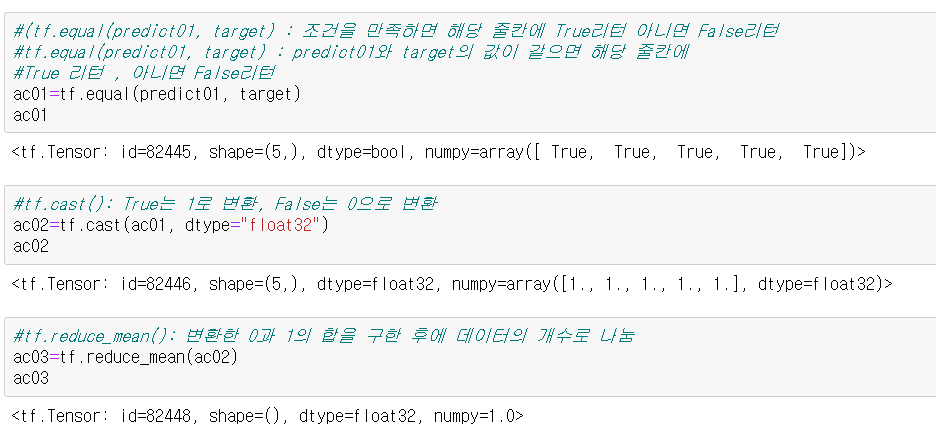 #(tf.equal(predict01, target) : 조건을 만족하면 해당 줄칸에 True리턴 아니면 False리턴
#tf.equal(predict01, target) : predict01와 target의 값이 같으면 해당 줄칸에
#True 리턴 , 아니면 False리턴
ac01=tf.equal(predict01, target)
ac01
<tf.Tensor: id=82445, shape=(5,), dtype=bool, numpy=array([ True,  True,  True,  True,  True])>
#tf.cast(): True는 1로 변환, False는 0으로 변환
ac02=tf.cast(ac01, dtype="float32")
ac02
<tf.Tensor: id=82446, shape=(5,), dtype=float32, numpy=array([1., 1., 1., 1., 1.], dtype=float32)>
#tf.reduce_mean(): 변환한 0과 1의 합을 구한 후에 데이터의 개수로 나눔
ac03=tf.reduce_mean(ac02)
ac03
<tf.Tensor: id=82448, shape=(), dtype=float32, numpy=1.0>